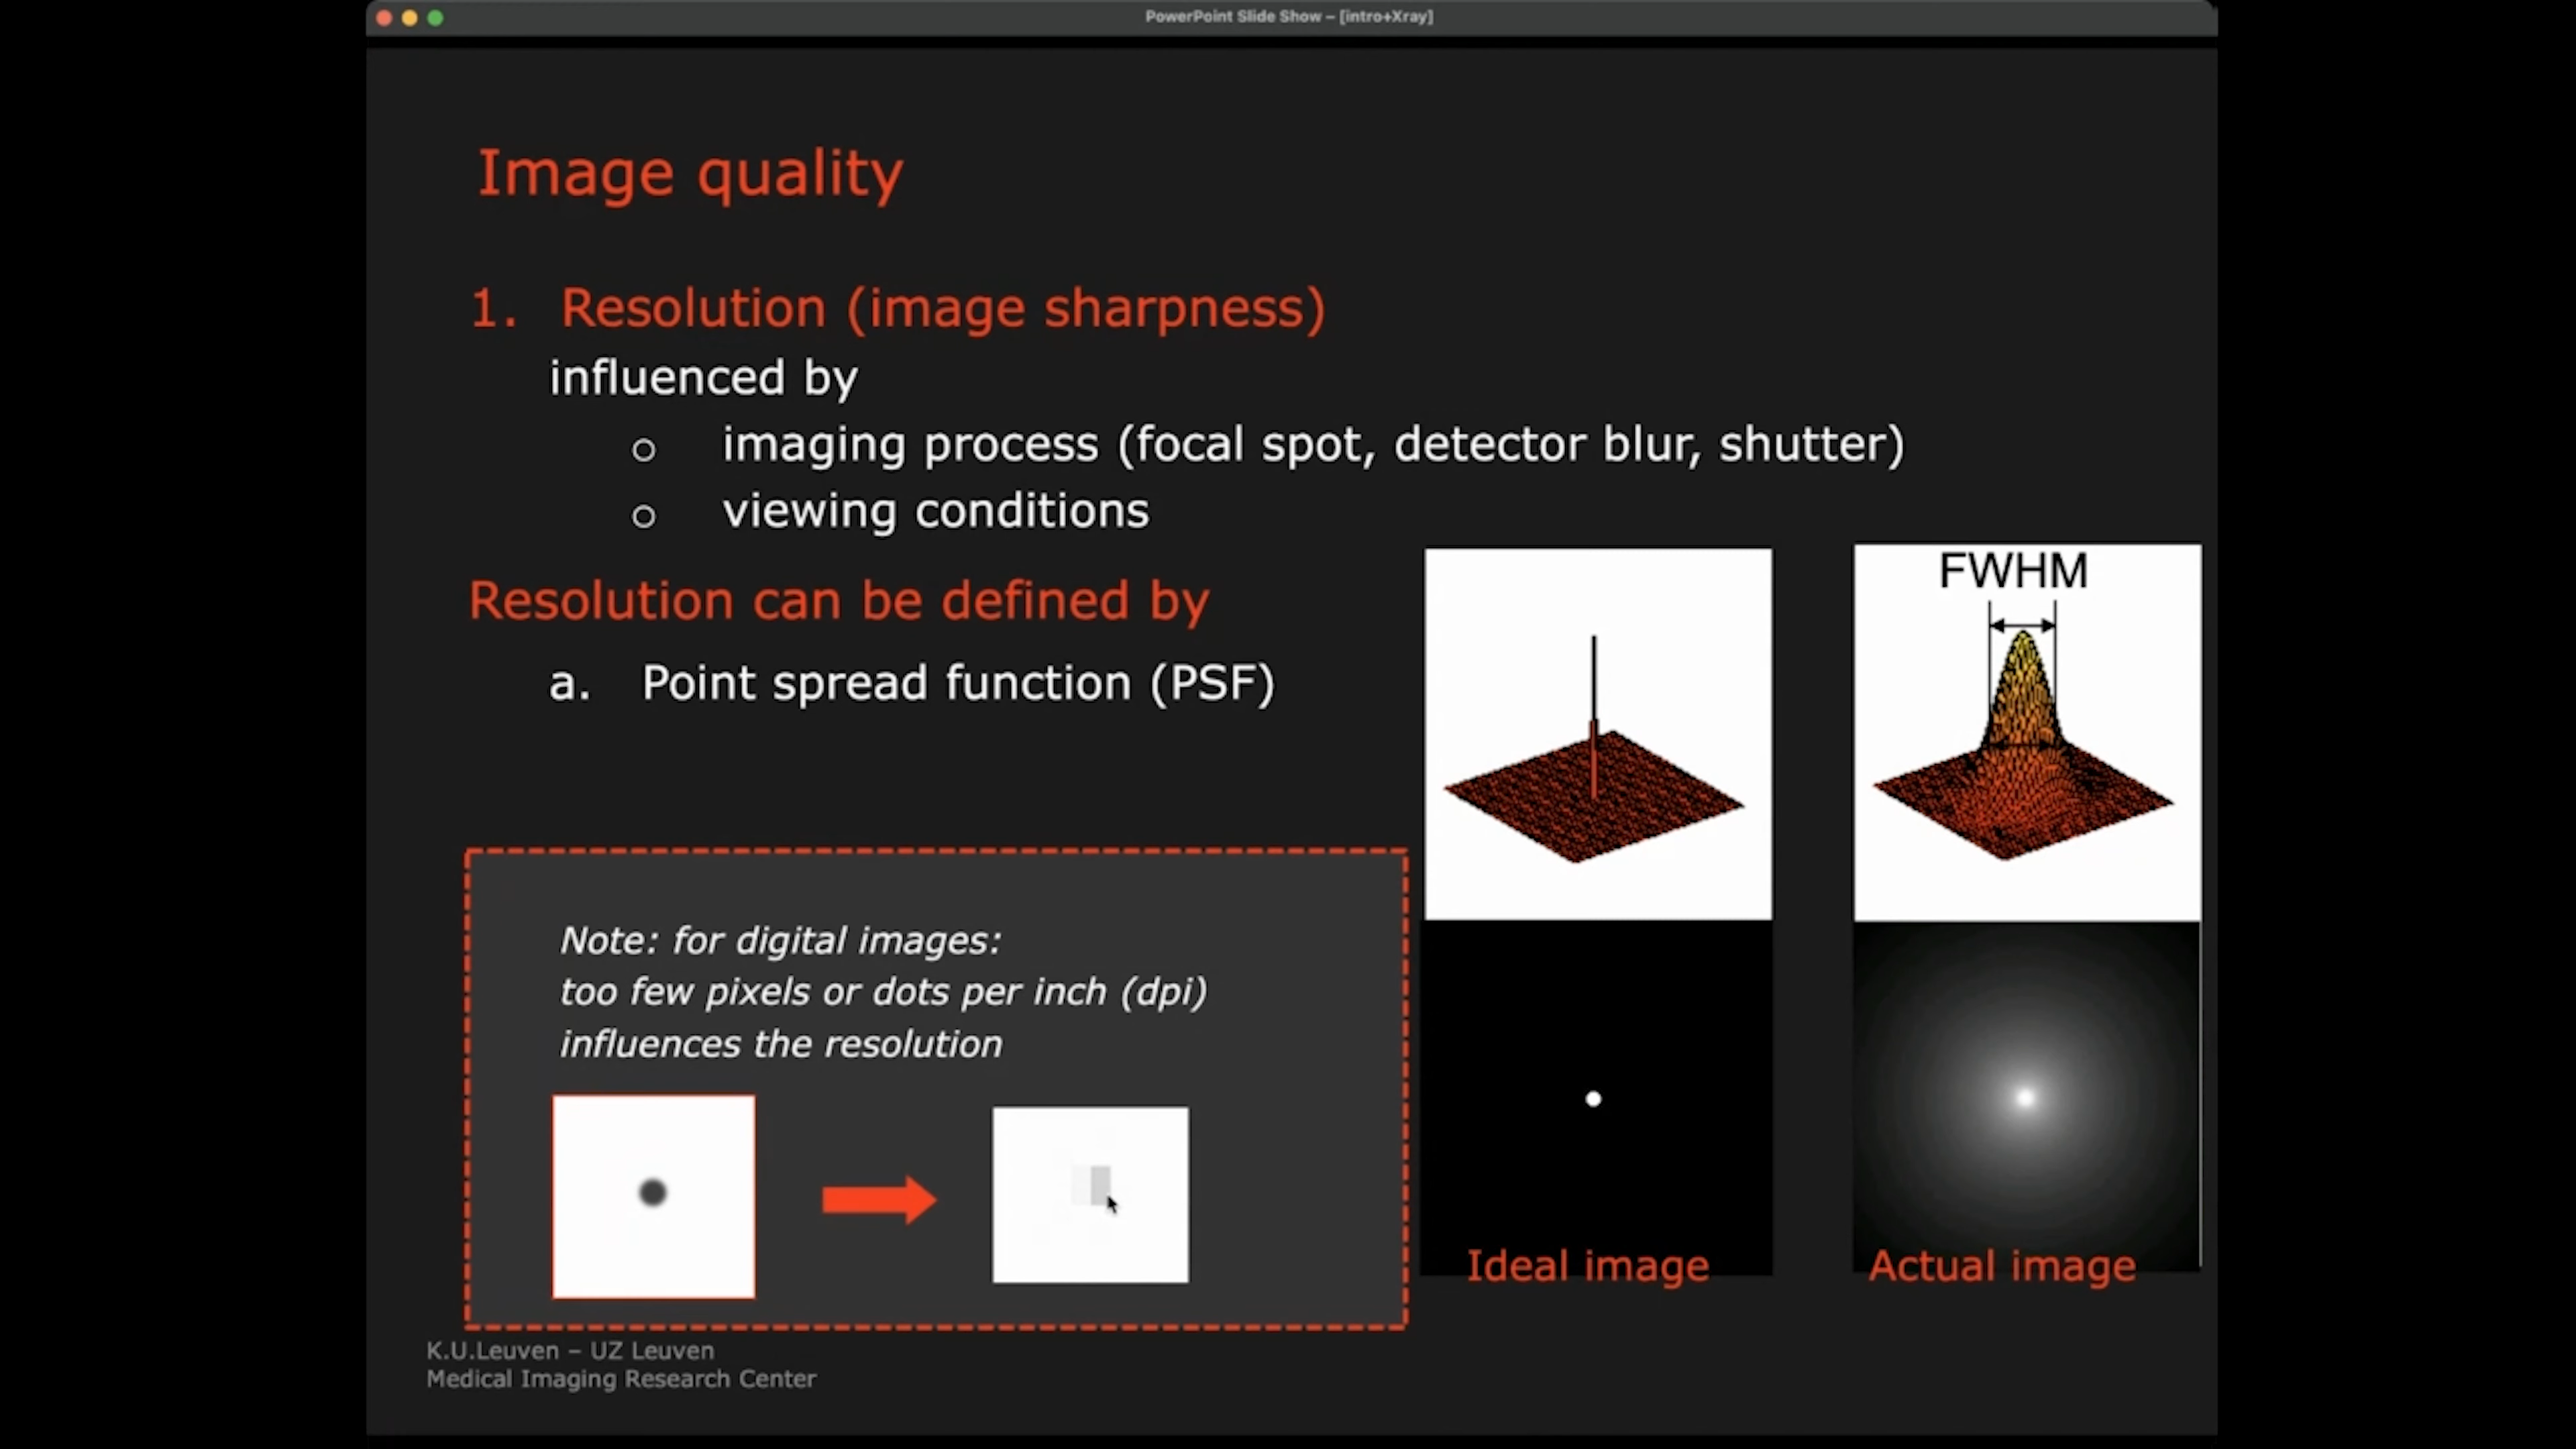 PowerPoint Slide Show – [intro+Xray]
Image quality
1. Resolution (image sharpness)
influenced by
o imaging process (focal spot, detector blur, shutter)
o viewing conditions
Resolution can be defined by
a. Point spread function (PSF)
FWHM
Note: for digital images:
too few pixels or dots per inch (dpi)
influences the resolution
Ideal image
Actual image
K.U.Leuven – UZ Leuven
Medical Imaging Research Center